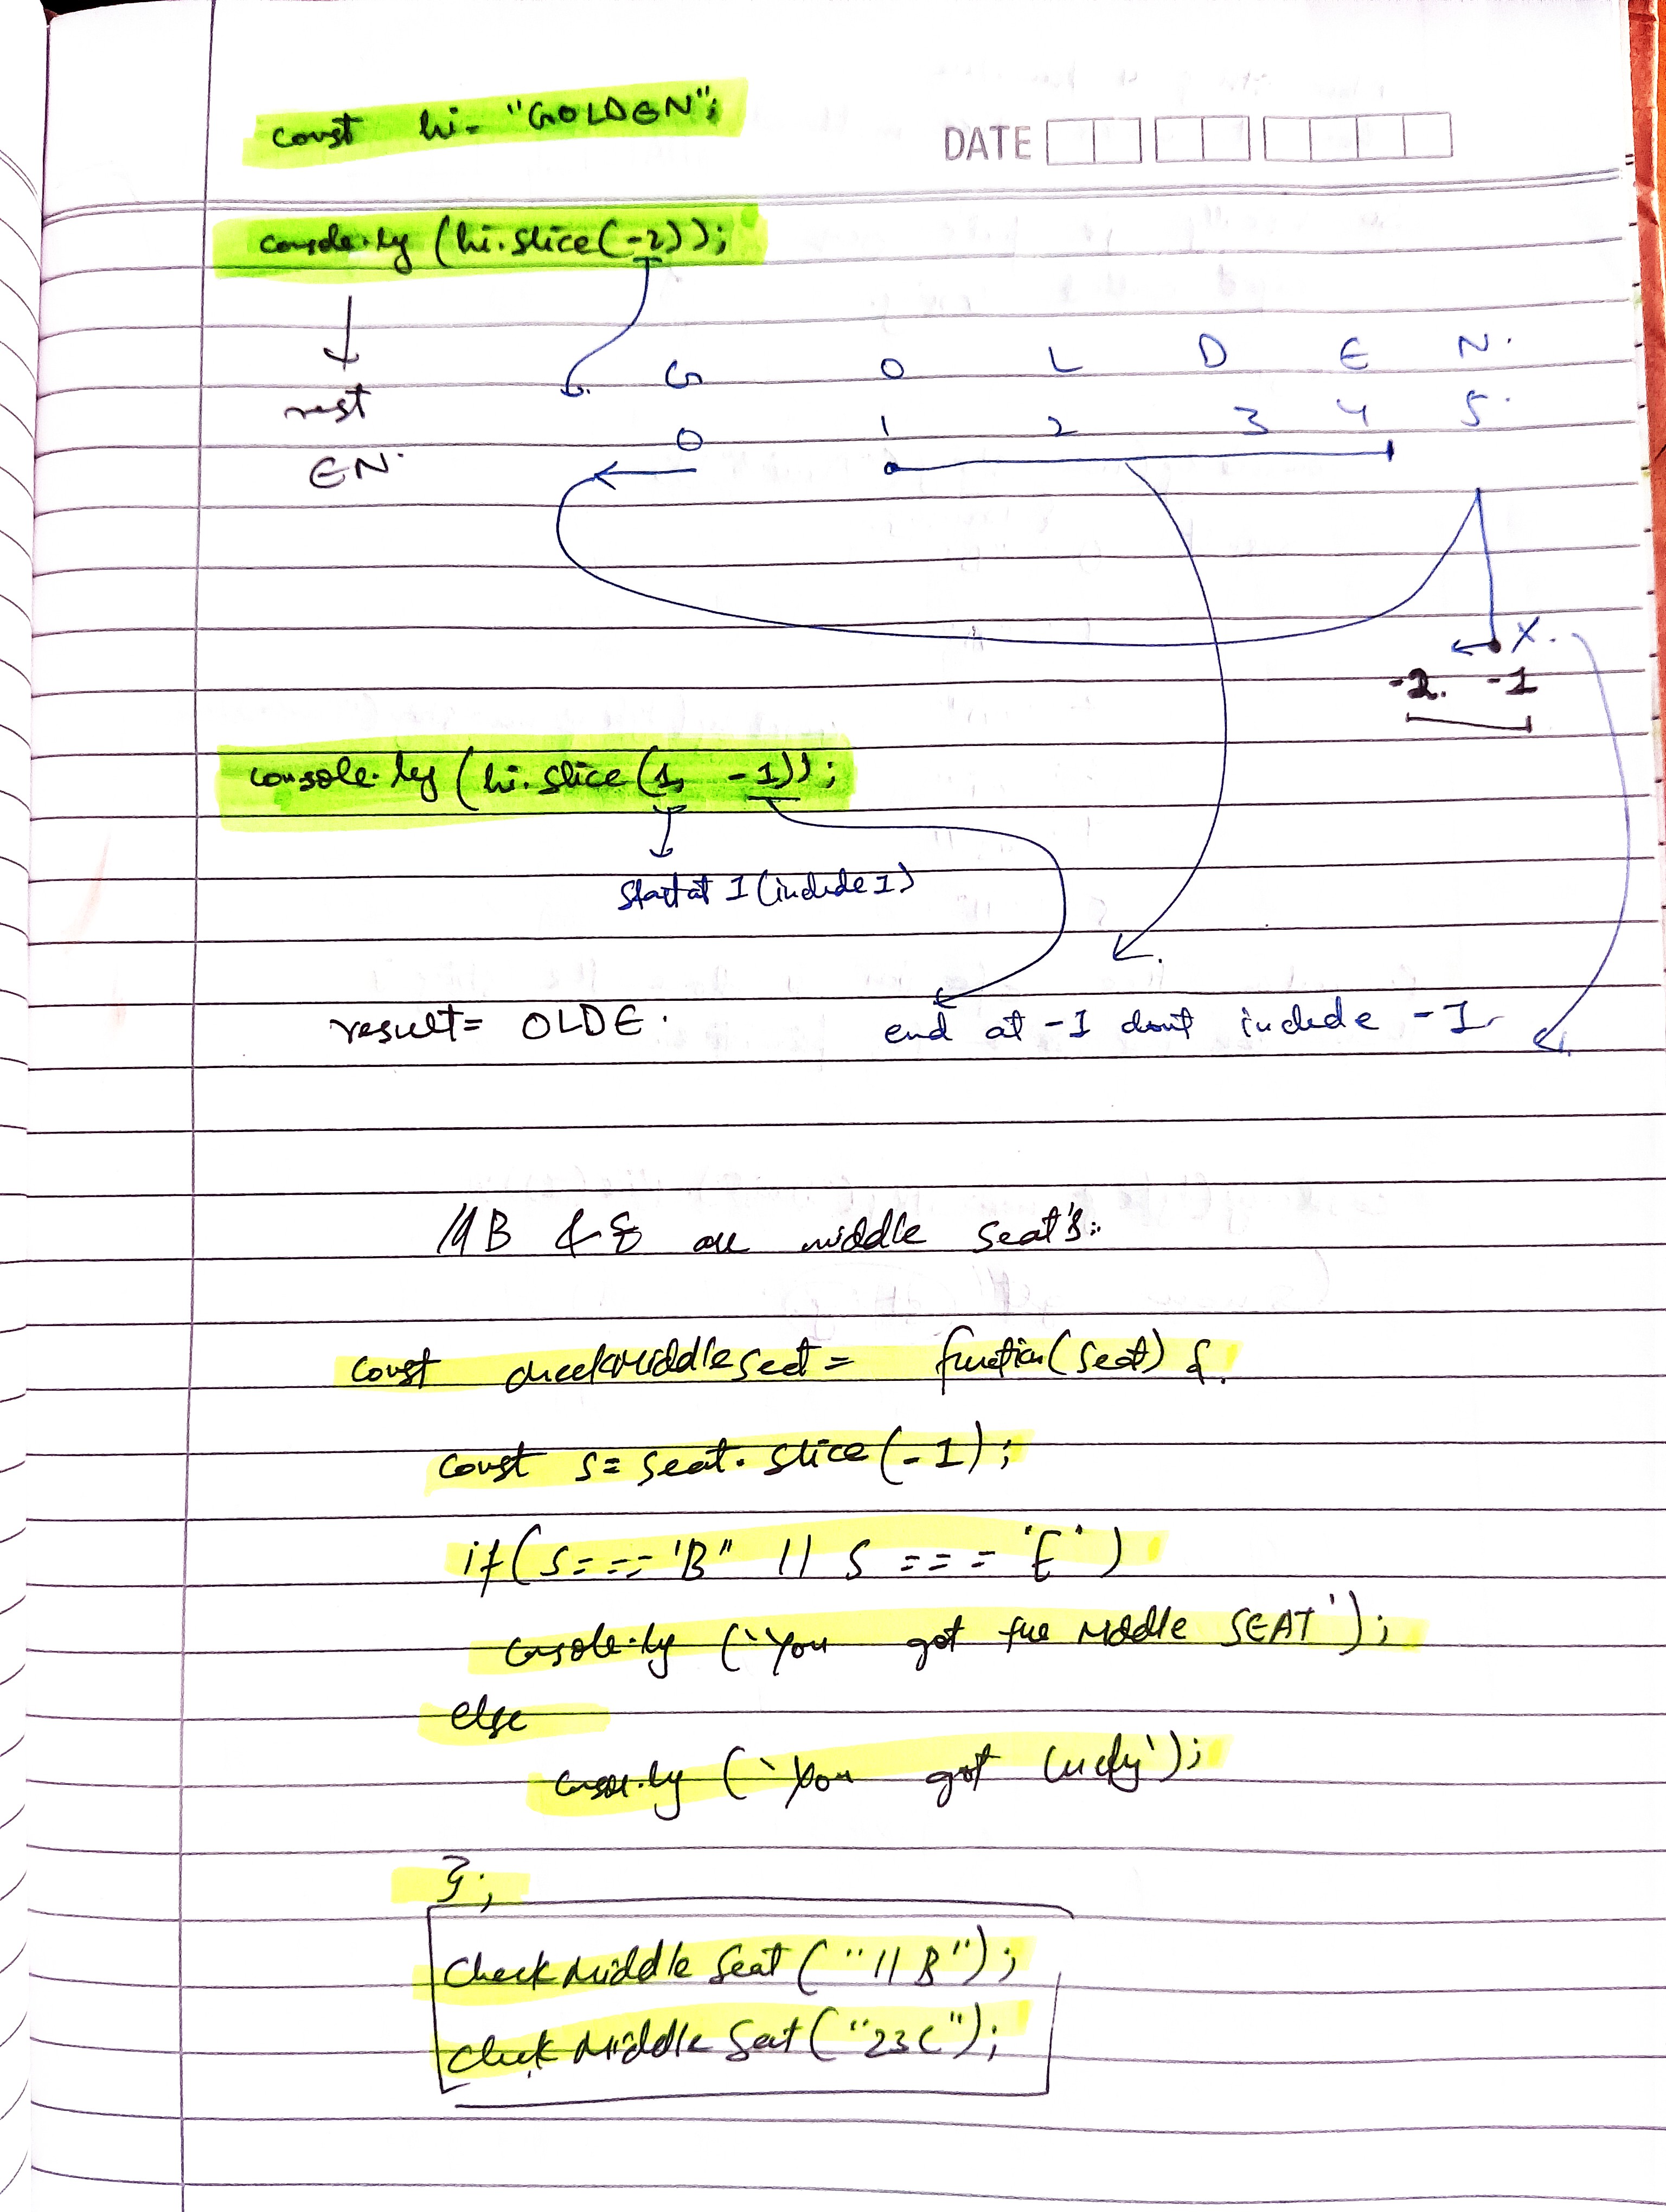 const hi = "GOLDEN";
DATE
console.log (hi.slice(-2));
G O L D E N.
rest
0 1 2 3 4 5.
EN.
X.
-2. -1
console.log (hi.slice (1, -1));
Start at 1 (include 1)
result = OLDE.
end at -1 dont include -1
// B & E are middle seat's:
const checkMiddleSeat = function(seat) {
const s = seat.slice(-1);
if(s === 'B" || s === 'E')
console.log ('You got the Middle SEAT');
else
console.log ('You got lucky');
};
CheckMiddleSeat ("11B");
CheckMiddleSeat ("23C");